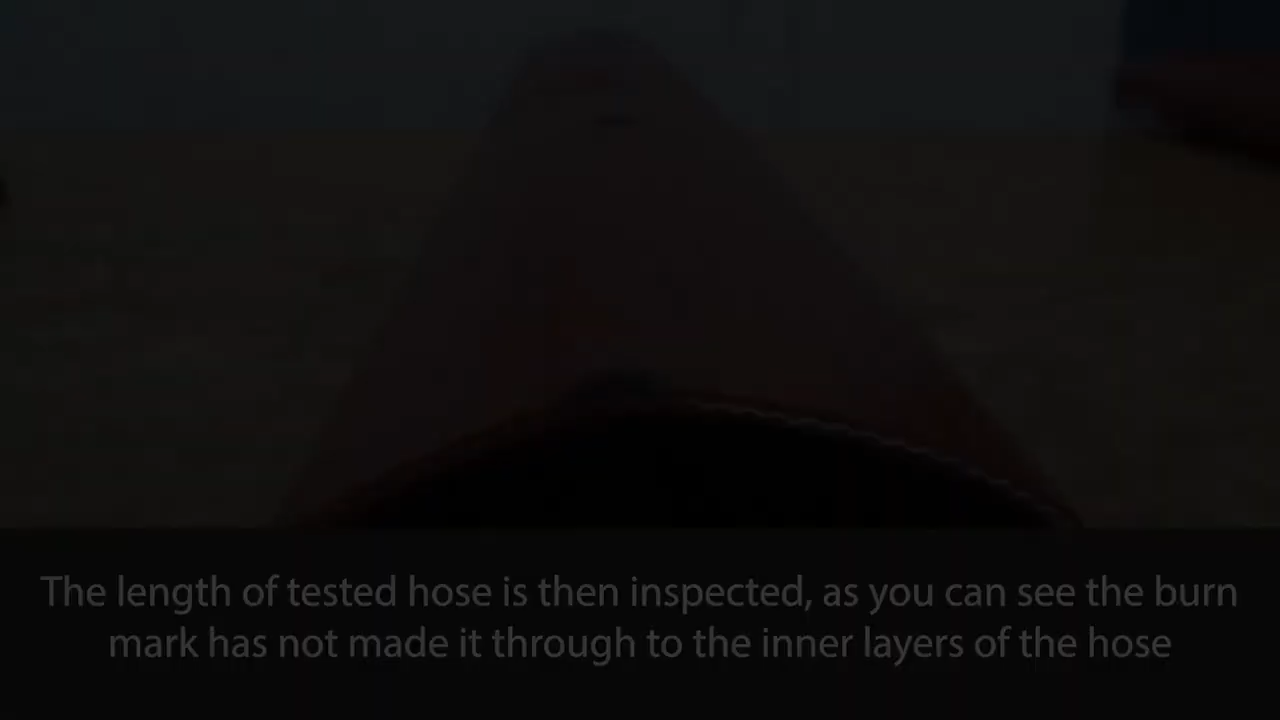 The length of tested hose is then inspected, as you can see the burn
mark has not made it through to the inner layers of the hose